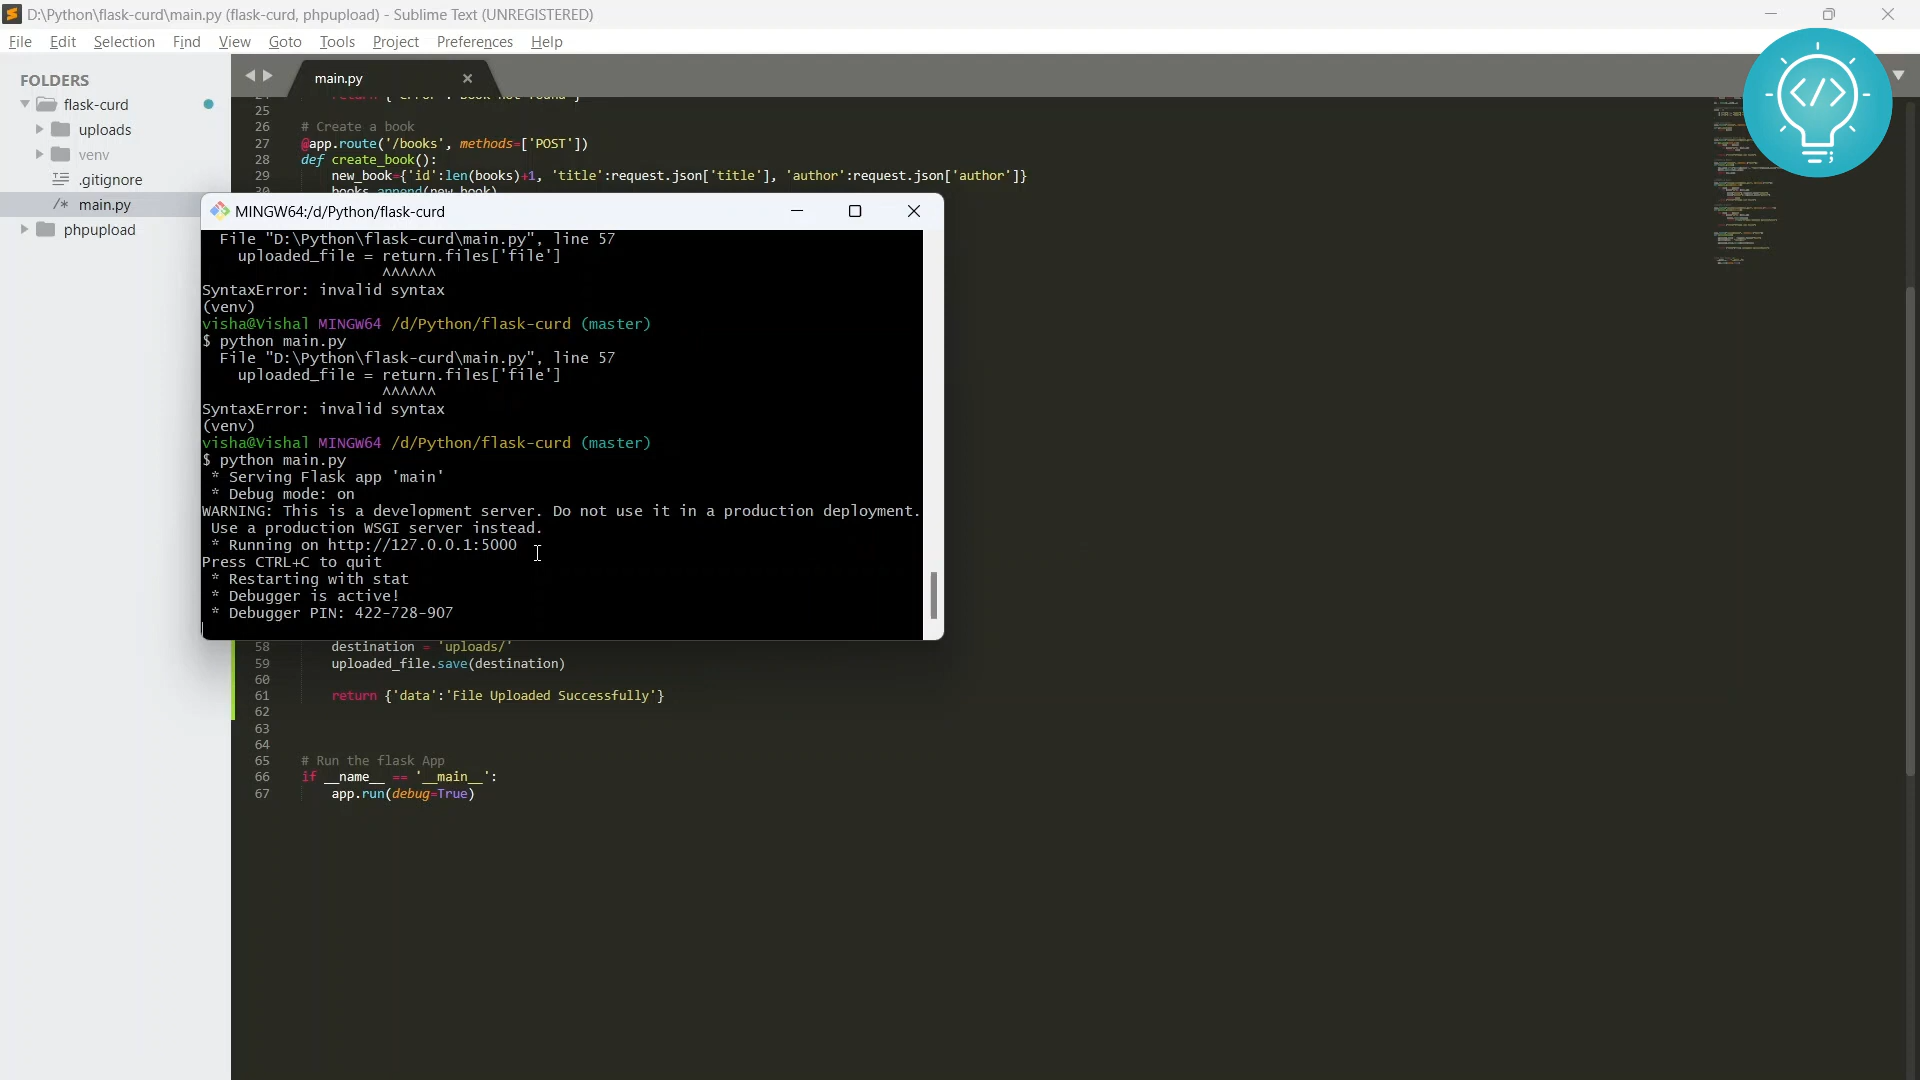 D:\Python\flask-curd\main.py (flask-curd, phpupload) - Sublime Text (UNREGISTERED)
File Edit Selection Find View Goto Tools Project Preferences Help
FOLDERS
flask-curd
uploads
venv
.gitignore
/* main.py
phpupload
main.py
25
26 # Create a book
27 @app.route('/books', methods=['POST'])
28 def create_book():
29 new_book={'id':len(books)+1, 'title':request.json['title'], 'author':request.json['author']}
30 books.append(new_book)
MINGW64:/d/Python/flask-curd
File "D:\Python\flask-curd\main.py", line 57
uploaded_file = return.files['file']
^^^^^^
SyntaxError: invalid syntax
(venv)
visha@Vishal MINGW64 /d/Python/flask-curd (master)
$ python main.py
File "D:\Python\flask-curd\main.py", line 57
uploaded_file = return.files['file']
^^^^^^
SyntaxError: invalid syntax
(venv)
visha@Vishal MINGW64 /d/Python/flask-curd (master)
$ python main.py
* Serving Flask app 'main'
* Debug mode: on
WARNING: This is a development server. Do not use it in a production deployment.
Use a production WSGI server instead.
* Running on http://127.0.0.1:5000
Press CTRL+C to quit
* Restarting with stat
* Debugger is active!
* Debugger PIN: 422-728-907
58 destination = 'uploads/'
59 uploaded_file.save(destination)
60
61 return {'data':'File Uploaded Successfully'}
62
63
64
65 # Run the flask App
66 if __name__ == '__main__':
67 app.run(debug=True)